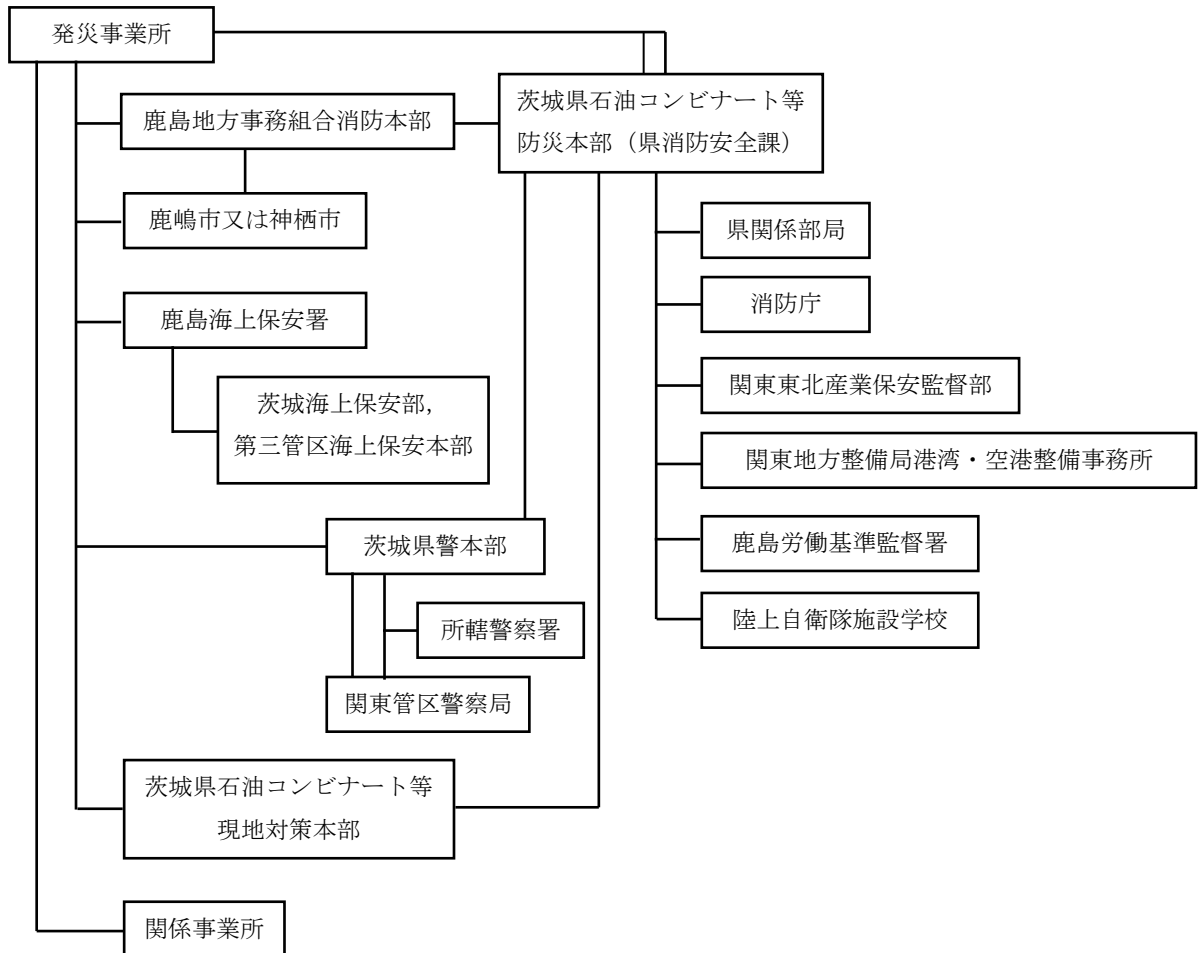 発災事業所
茨城県石油コンビナート等
防災本部（県消防安全課）
鹿島地方事務組合消防本部
鹿嶋市又は神栖市
県関係部局
消防庁
鹿島海上保安署
関東東北産業保安監督部
茨城海上保安部,
第三管区海上保安本部
関東地方整備局港湾・空港整備事務所
茨城県警本部
鹿島労働基準監督署
所轄警察署
陸上自衛隊施設学校
関東管区警察局
茨城県石油コンビナート等
現地対策本部
関係事業所